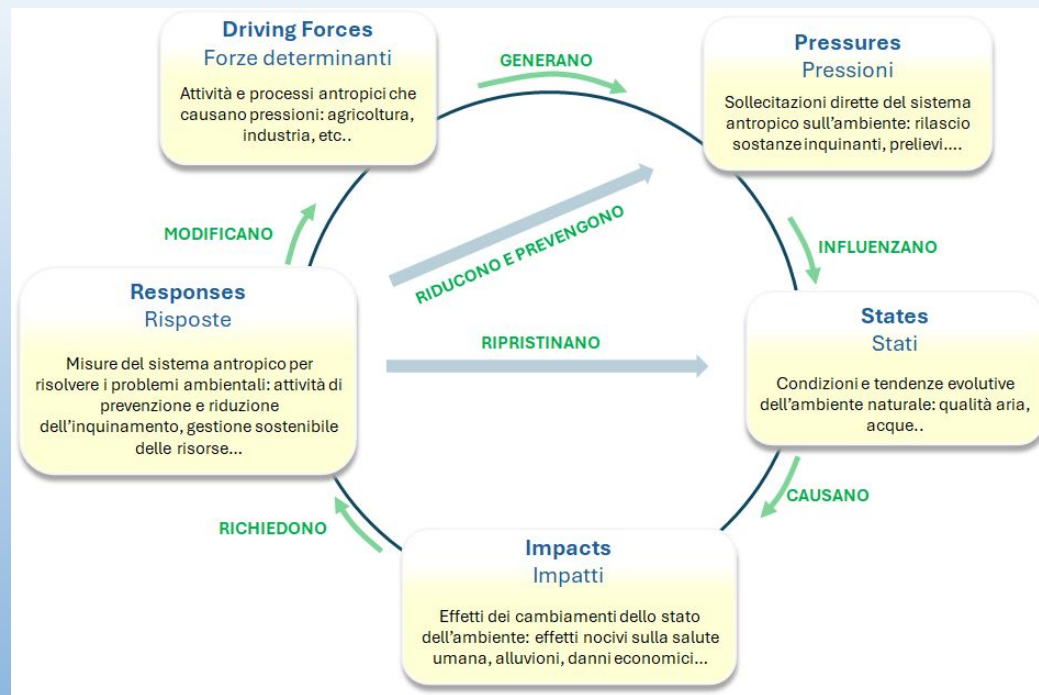 Driving Forces
Forze determinanti
Attività e processi antropici che
causano pressioni: agricoltura,
industria, etc..
GENERANO
Pressures
Pressioni
Sollecitazioni dirette del sistema
antropico sull’ambiente: rilascio
sostanze inquinanti, prelievi....
MODIFICANO
RIDUCONO E PREVENGONO
INFLUENZANO
Responses
Risposte
Misure del sistema antropico per
risolvere i problemi ambientali: attività di
prevenzione e riduzione
dell’inquinamento, gestione sostenibile
delle risorse...
RIPRISTINANO
States
Stati
Condizioni e tendenze evolutive
dell’ambiente naturale: qualità aria,
acque..
RICHIEDONO
CAUSANO
Impacts
Impatti
Effetti dei cambiamenti dello stato
dell’ambiente: effetti nocivi sulla salute
umana, alluvioni, danni economici...